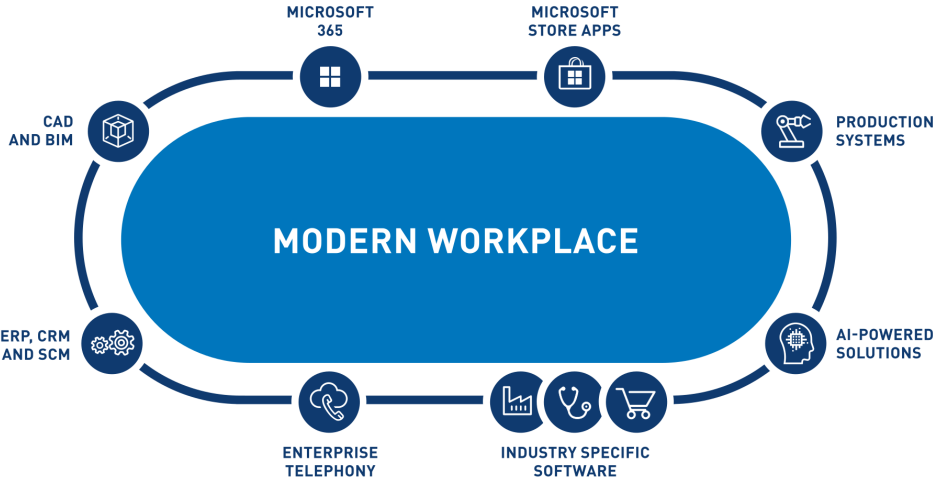 MICROSOFT
365
MICROSOFT
STORE APPS
CAD
AND BIM
PRODUCTION
SYSTEMS
MODERN WORKPLACE
ERP, CRM
AND SCM
AI-POWERED
SOLUTIONS
ENTERPRISE
TELEPHONY
INDUSTRY SPECIFIC
SOFTWARE